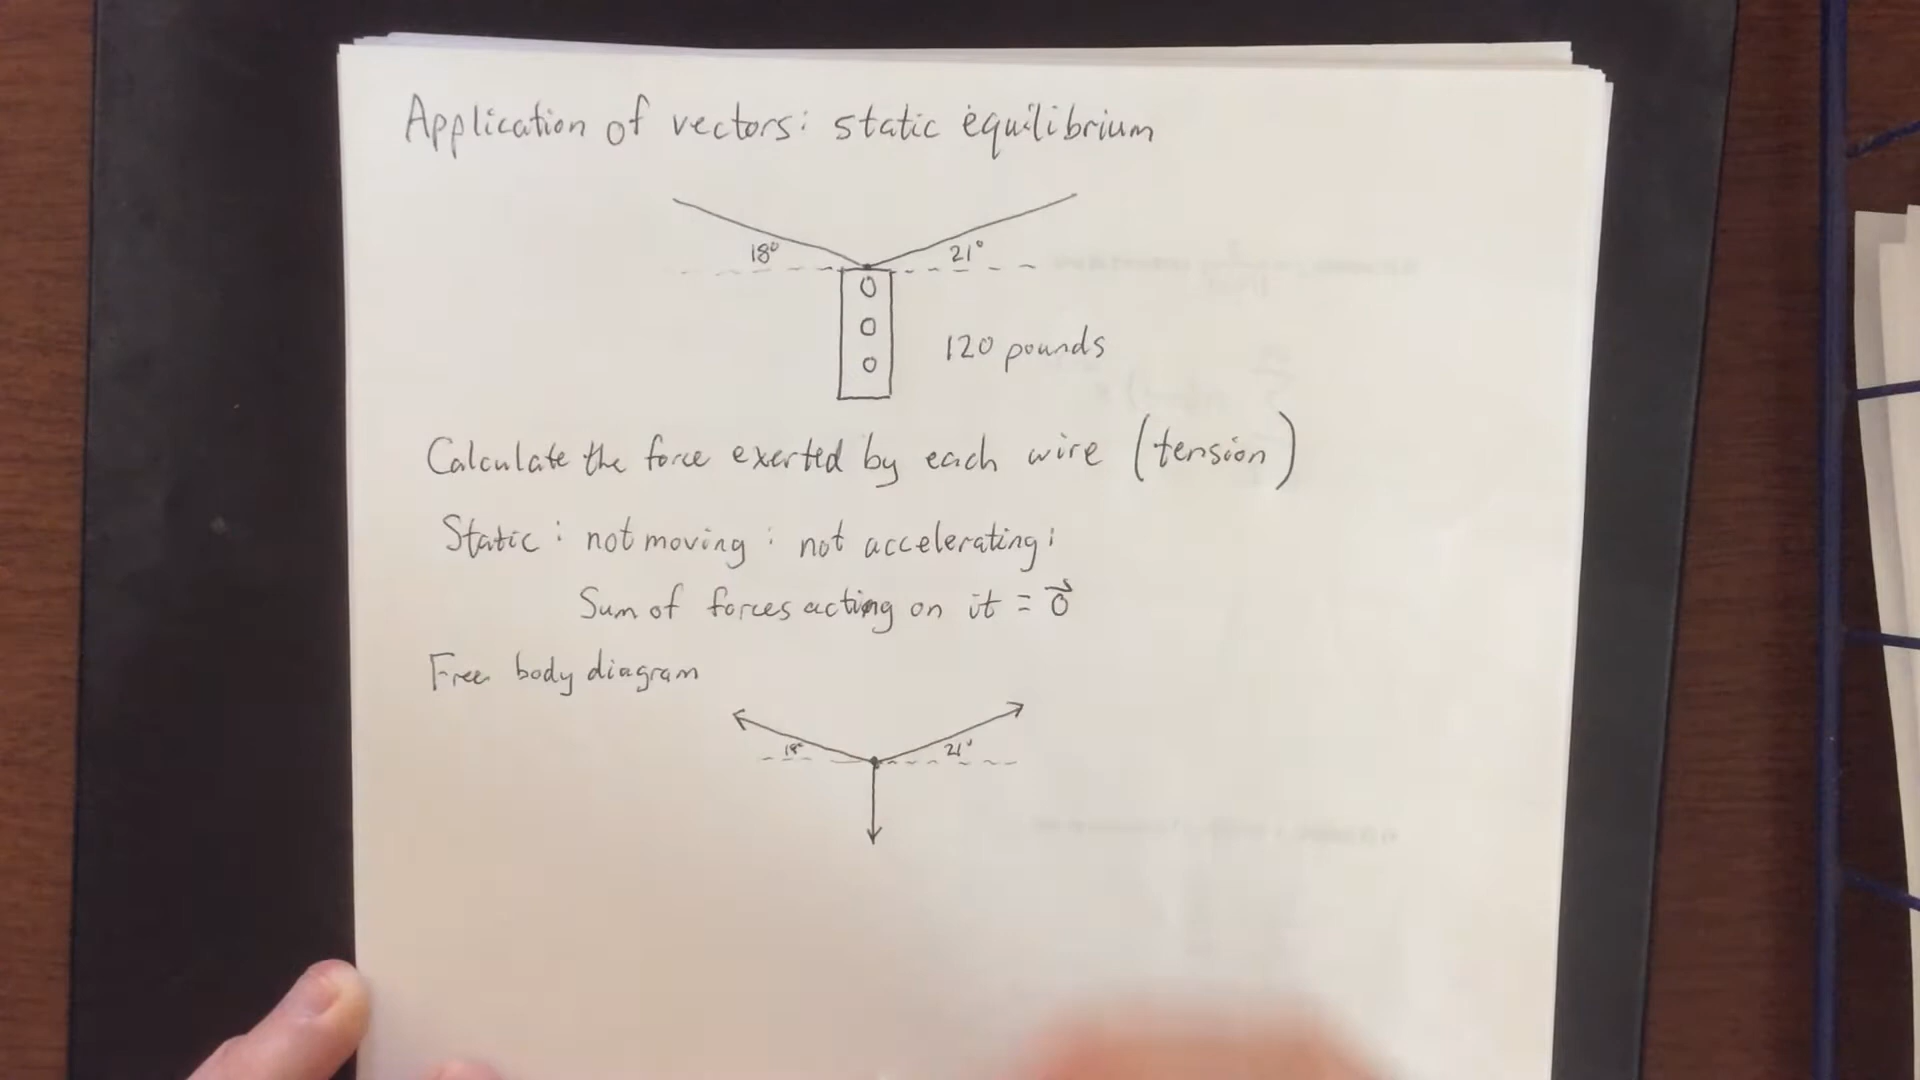 Application of vectors: static equilibrium
18° 21°
120 pounds
Calculate the force exerted by each wire (tension)
Static: not moving: not accelerating:
Sum of forces acting on it = 0⃗
Free body diagram
18° 21°